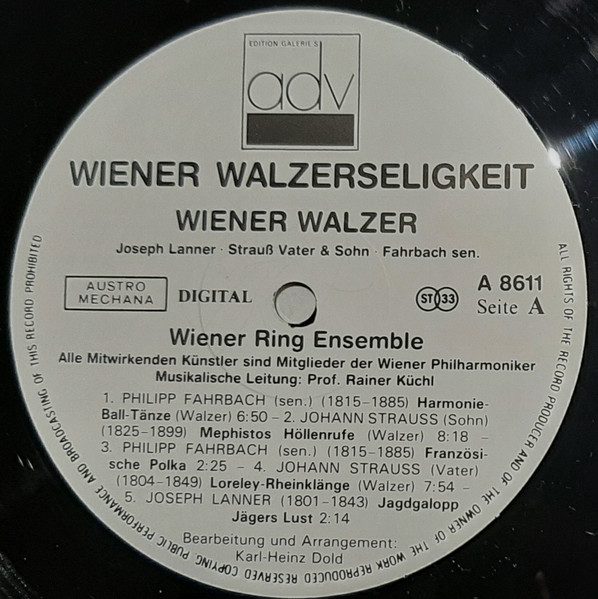 EDITION GALERIE S
adv
WIENER WALZERSELIGKEIT
WIENER WALZER
Joseph Lanner · Strauß Vater & Sohn · Fahrbach sen.
AUSTRO
MECHANA
DIGITAL
ST 33
A 8611
Seite A
Wiener Ring Ensemble
Alle Mitwirkenden Künstler sind Mitglieder der Wiener Philharmoniker
Musikalische Leitung: Prof. Rainer Küchl
1. PHILIPP FAHRBACH (sen.) (1815-1885) Harmonie-
Ball-Tänze (Walzer) 6:50 – 2. JOHANN STRAUSS (Sohn)
(1825-1899) Mephistos Höllenrufe (Walzer) 8:18 –
3. PHILIPP FAHRBACH (sen.) (1815-1885) Französi-
sche Polka 2:25 – 4. JOHANN STRAUSS (Vater)
(1804-1849) Loreley-Rheinklänge (Walzer) 7:54 –
5. JOSEPH LANNER (1801-1843) Jagdgalopp
Jägers Lust 2:14
Bearbeitung und Arrangement:
Karl-Heinz Dold
ALL RIGHTS OF THE RECORD PRODUCER AND OF THE OWNER OF THE WORK REPRODUCED RESERVED COPYING PUBLIC PERFORMANCE AND BROADCASTING OF THIS RECORD PROHIBITED